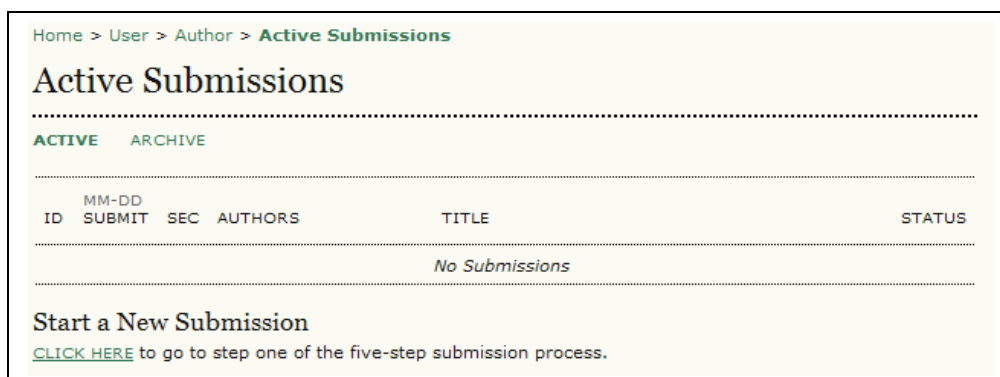 Home > User > Author > Active Submissions
Active Submissions
ACTIVE ARCHIVE
MM-DD
ID SUBMIT SEC AUTHORS TITLE STATUS
No Submissions
Start a New Submission
CLICK HERE to go to step one of the five-step submission process.